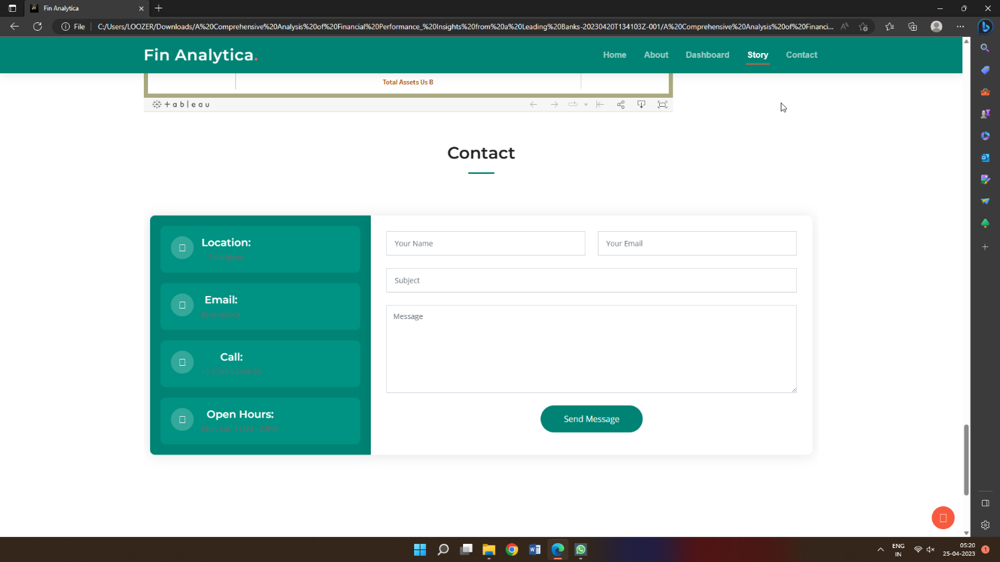 Fin Analytica
File
C:/Users/LOOZER/Downloads/A%20Comprehensive%20Analysis%20of%20Financial%20Performance_%20Insights%20from%20a%20Leading%20Banks-20230420T134103Z-001/A%20Comprehensive%20Analysis%20of%20Financi...
Fin Analytica.
Home About Dashboard Story Contact
Total Assets Us B
+ableau
Contact
Location:
Telangana
Email:
finanalytica
Call:
+1 5589 55488 55
Open Hours:
Mon-Sat: 11AM - 23PM
Your Name
Your Email
Subject
Message
Send Message
ENG
IN
05:20
25-04-2023
1